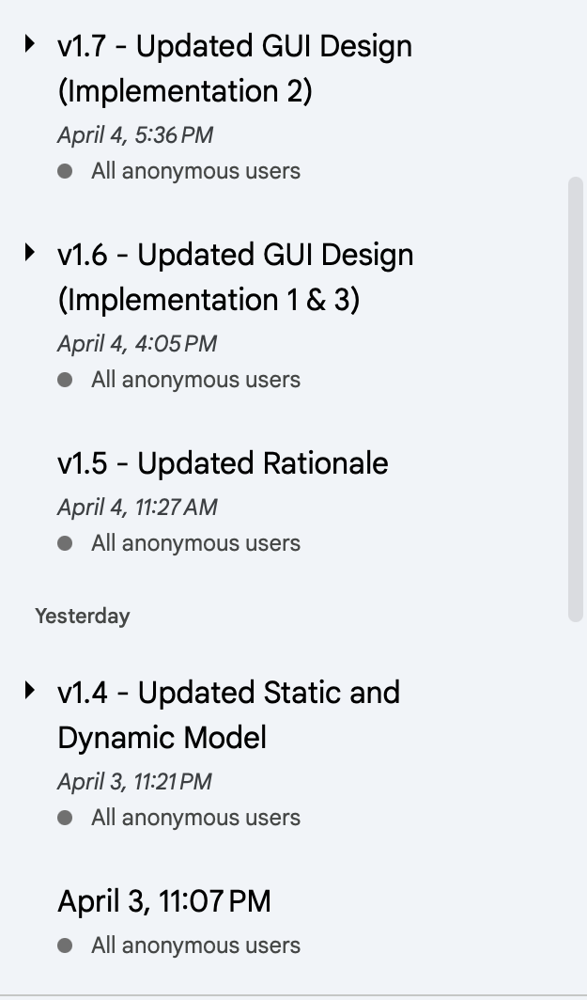 v1.7 - Updated GUI Design
(Implementation 2)
April 4, 5:36 PM
All anonymous users
v1.6 - Updated GUI Design
(Implementation 1 & 3)
April 4, 4:05 PM
All anonymous users
v1.5 - Updated Rationale
April 4, 11:27 AM
All anonymous users
Yesterday
v1.4 - Updated Static and
Dynamic Model
April 3, 11:21 PM
All anonymous users
April 3, 11:07 PM
All anonymous users